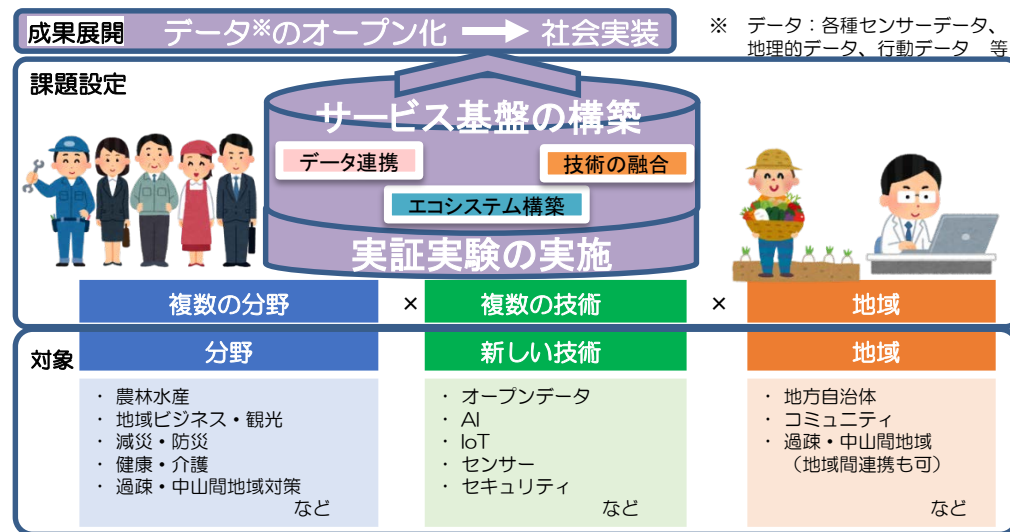 成果展開 データ※のオープン化 社会実装
※ データ：各種センサーデータ、
地理的データ、行動データ 等
課題設定
サービス基盤の構築
データ連携
技術の融合
エコシステム構築
実証実験の実施
複数の分野 × 複数の技術 × 地域
対象
分野
新しい技術
地域
・ 農林水産
・ 地域ビジネス・観光
・ 減災・防災
・ 健康・介護
・ 過疎・中山間地域対策
など
・ オープンデータ
・ AI
・ IoT
・ センサー
・ セキュリティ
など
・ 地方自治体
・ コミュニティ
・ 過疎・中山間地域
（地域間連携も可）
など